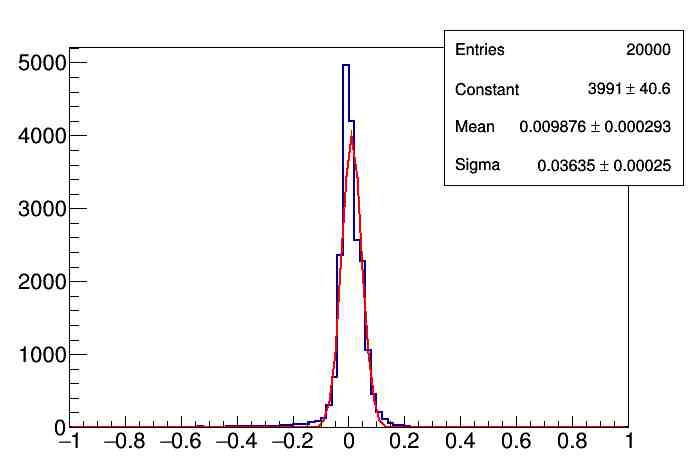 Entries 20000
Constant 3991 ± 40.6
Mean 0.009876 ± 0.000293
Sigma 0.03635 ± 0.00025
5000
4000
3000
2000
1000
0
−1 −0.8 −0.6 −0.4 −0.2 0 0.2 0.4 0.6 0.8 1